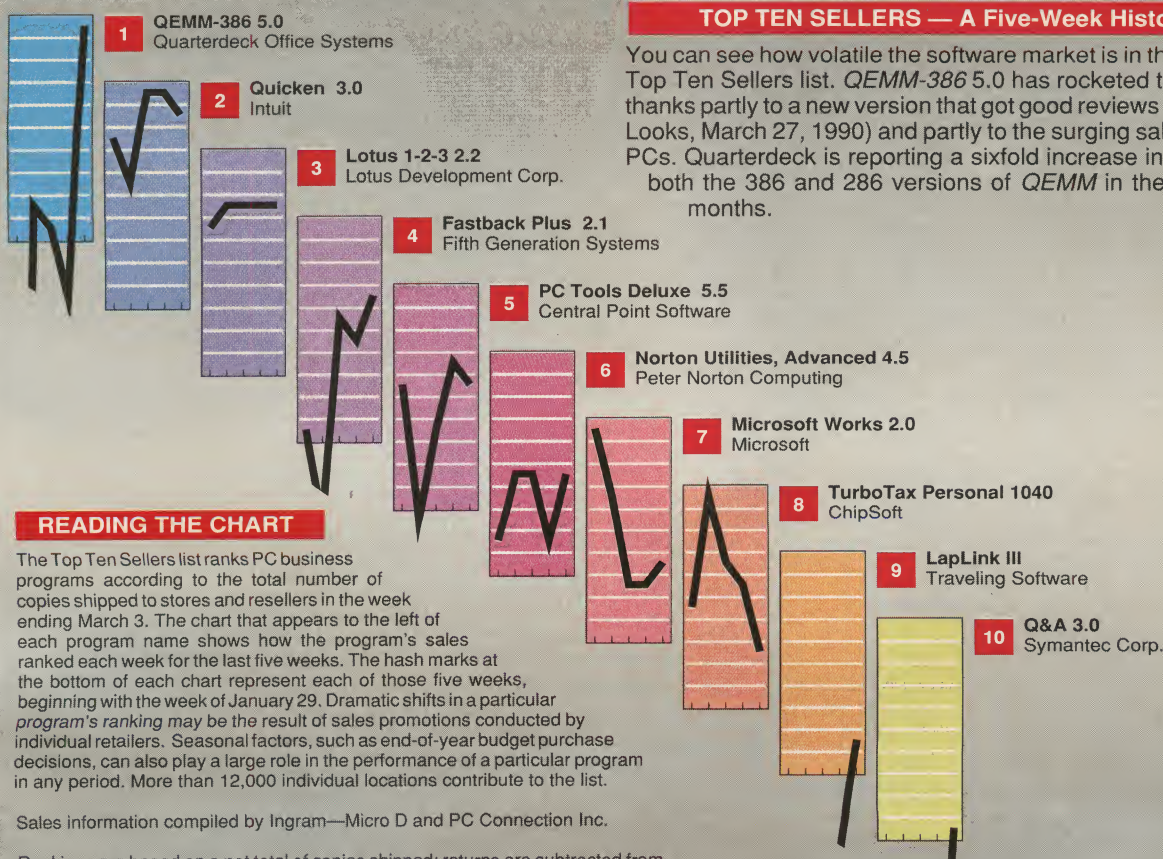 1
QEMM-386 5.0
Quarterdeck Office Systems
2
Quicken 3.0
Intuit
3
Lotus 1-2-3 2.2
Lotus Development Corp.
4
Fastback Plus 2.1
Fifth Generation Systems
5
PC Tools Deluxe 5.5
Central Point Software
6
Norton Utilities, Advanced 4.5
Peter Norton Computing
7
Microsoft Works 2.0
Microsoft
8
TurboTax Personal 1040
ChipSoft
9
LapLink III
Traveling Software
10
Q&A 3.0
Symantec Corp.
TOP TEN SELLERS — A Five-Week Histo
You can see how volatile the software market is in th
Top Ten Sellers list. QEMM-386 5.0 has rocketed t
thanks partly to a new version that got good reviews
Looks, March 27, 1990) and partly to the surging sal
PCs. Quarterdeck is reporting a sixfold increase in
both the 386 and 286 versions of QEMM in the
months.
READING THE CHART
The Top Ten Sellers list ranks PC business
programs according to the total number of
copies shipped to stores and resellers in the week
ending March 3. The chart that appears to the left of
each program name shows how the program's sales
ranked each week for the last five weeks. The hash marks at
the bottom of each chart represent each of those five weeks,
beginning with the week of January 29. Dramatic shifts in a particular
program's ranking may be the result of sales promotions conducted by
individual retailers. Seasonal factors, such as end-of-year budget purchase
decisions, can also play a large role in the performance of a particular program
in any period. More than 12,000 individual locations contribute to the list.
Sales information compiled by Ingram—Micro D and PC Connection Inc.
based on a net total of copies shipped; returns are subtracted from